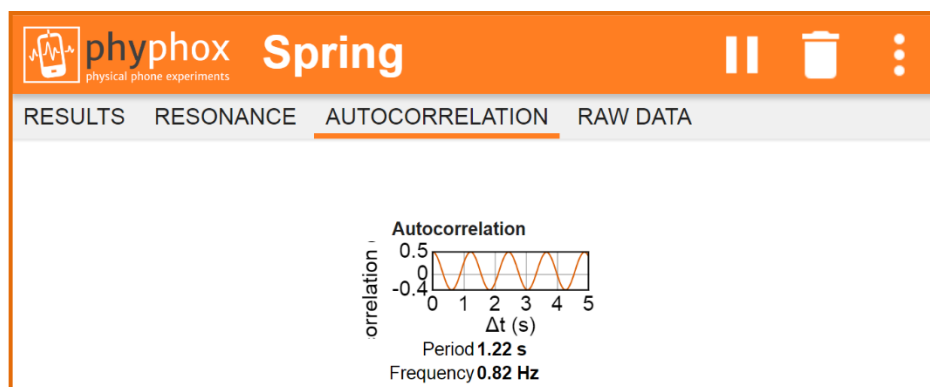 phyphox
physical phone experiments
Spring
RESULTS RESONANCE AUTOCORRELATION RAW DATA
Autocorrelation
orrelation
0.5
0
-0.4
0 1 2 3 4 5
Δt (s)
Period 1.22 s
Frequency 0.82 Hz